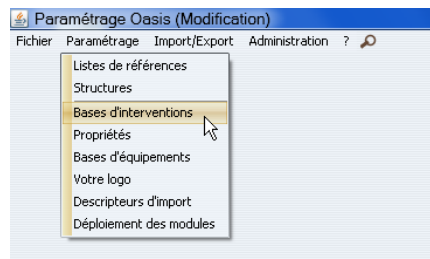 Paramétrage Oasis (Modification)
Fichier Paramétrage Import/Export Administration ?
Listes de références
Structures
Bases d'interventions
Propriétés
Bases d'équipements
Votre logo
Descripteurs d'import
Déploiement des modules